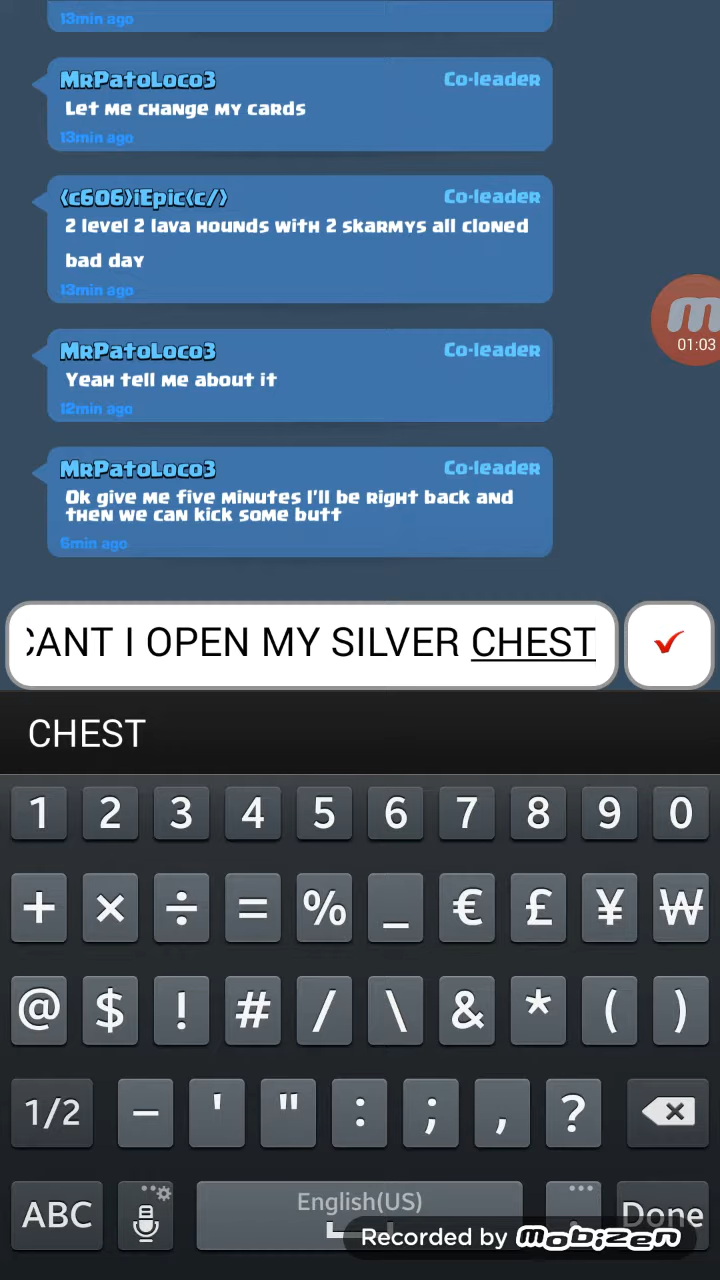 13min ago
MrPatoLoco3 Co-leader
Let me change my cards
13min ago
<c606>iEpic<c/> Co-leader
2 level 2 lava hounds with 2 skarmys all cloned
bad day
13min ago
MrPatoLoco3 Co-leader
Yeah tell me about it
12min ago
MrPatoLoco3 Co-leader
Ok give me five minutes I'll be right back and
then we can kick some butt
6min ago
01:03
CANT I OPEN MY SILVER CHEST
CHEST
1 2 3 4 5 6 7 8 9 0
+ × ÷ = % _ € £ ¥ ₩
@ $ ! # / \ & * ( )
1/2 – ' " : ; , ?
ABC English(US) Done
Recorded by mobizen